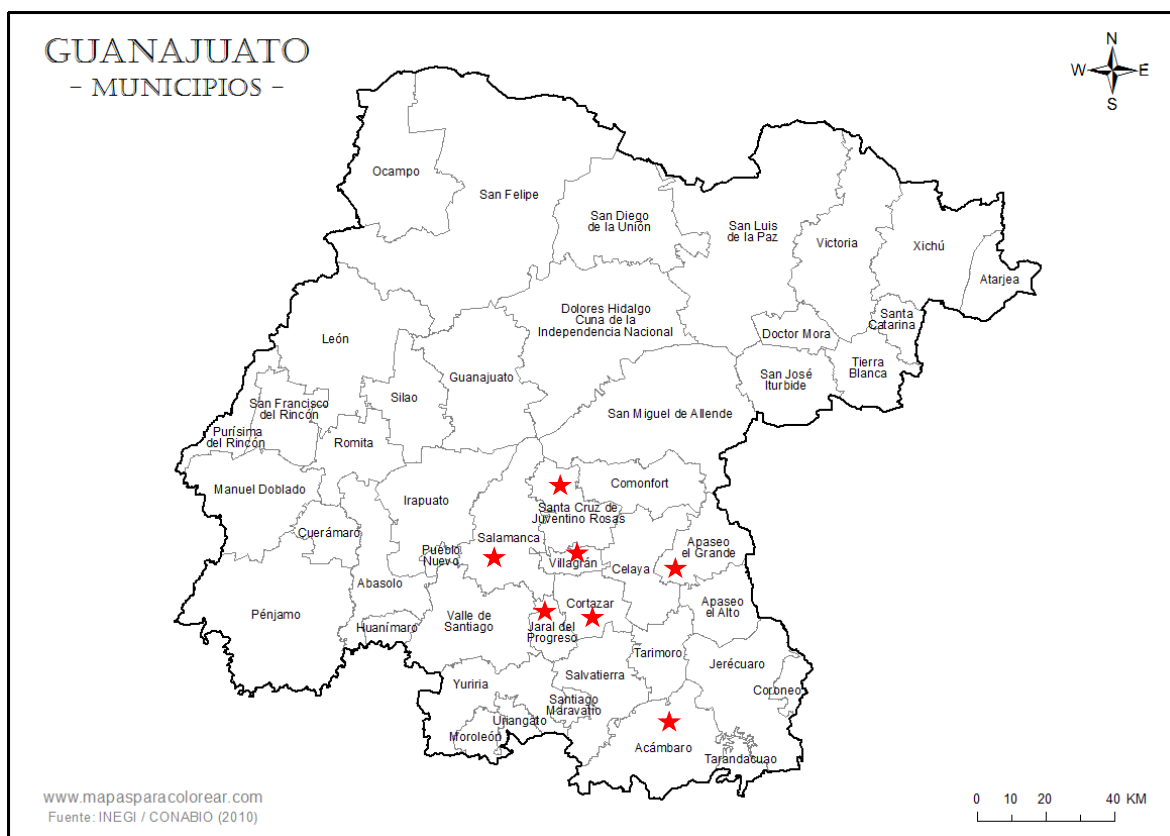 GUANAJUATO
- MUNICIPIOS -
N
W
E
S
Ocampo
San Felipe
San Diego
de la Unión
San Luis
de la Paz
Victoria
Xichú
Atarjea
Dolores Hidalgo
Cuna de la
Independencia Nacional
Santa
Catarina
Doctor Mora
León
Tierra
Blanca
San José
Iturbide
Guanajuato
Silao
San Francisco
del Rincón
San Miguel de Allende
Purísima
del Rincón
Romita
Manuel Doblado
Irapuato
Comonfort
Santa Cruz de
Juventino Rosas
Cuerámaro
Salamanca
Apaseo
el Grande
Pueblo
Nuevo
Villagrán
Celaya
Abasolo
Pénjamo
Cortazar
Apaseo
el Alto
Valle de
Santiago
Huanímaro
Jaral del
Progreso
Tarimoro
Jerécuaro
Salvatierra
Yuriria
Coroneo
Santiago
Maravatío
Uriangato
Moroleón
Acámbaro
Tarandacuao
www.mapasparacolorear.com
Fuente: INEGI / CONABIO (2010)
0 10 20 40 KM